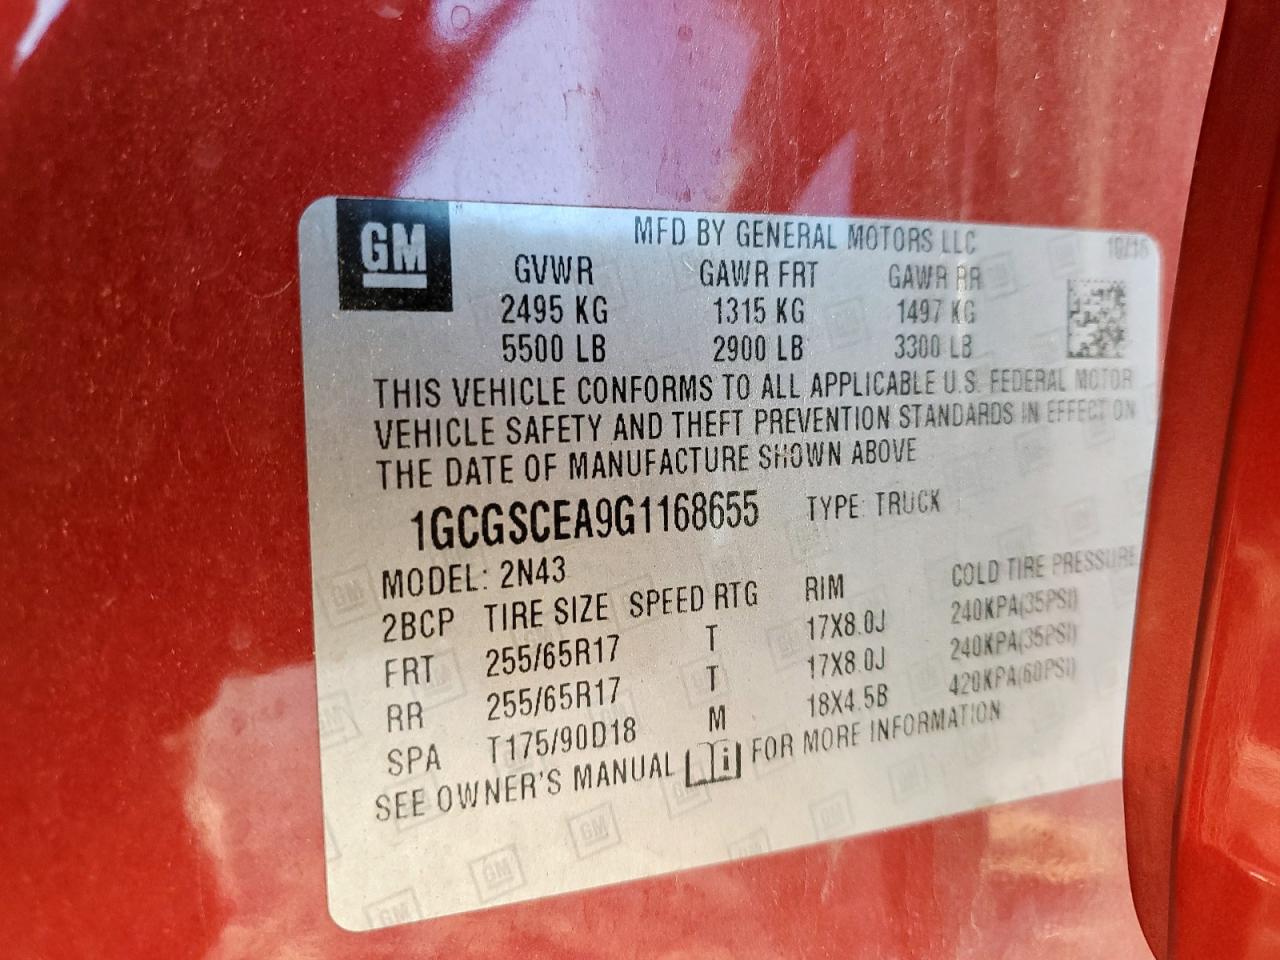 GM
MFD BY GENERAL MOTORS LLC
GVWR GAWR FRT GAWR RR
2495 KG 1315 KG 1497 KG
5500 LB 2900 LB 3300 LB
THIS VEHICLE CONFORMS TO ALL APPLICABLE U.S. FEDERAL MOTOR
VEHICLE SAFETY AND THEFT PREVENTION STANDARDS IN EFFECT ON
THE DATE OF MANUFACTURE SHOWN ABOVE
1GCGSCEA9G1168655 TYPE: TRUCK
MODEL: 2N43
2BCP TIRE SIZE SPEED RTG RIM COLD TIRE PRESSURE
FRT 255/65R17 T 17X8.0J 240KPA(35PSI)
RR 255/65R17 T 17X8.0J 240KPA(35PSI)
SPA T175/90D18 M 18X4.5B 420KPA(60PSI)
SEE OWNER'S MANUAL i FOR MORE INFORMATION